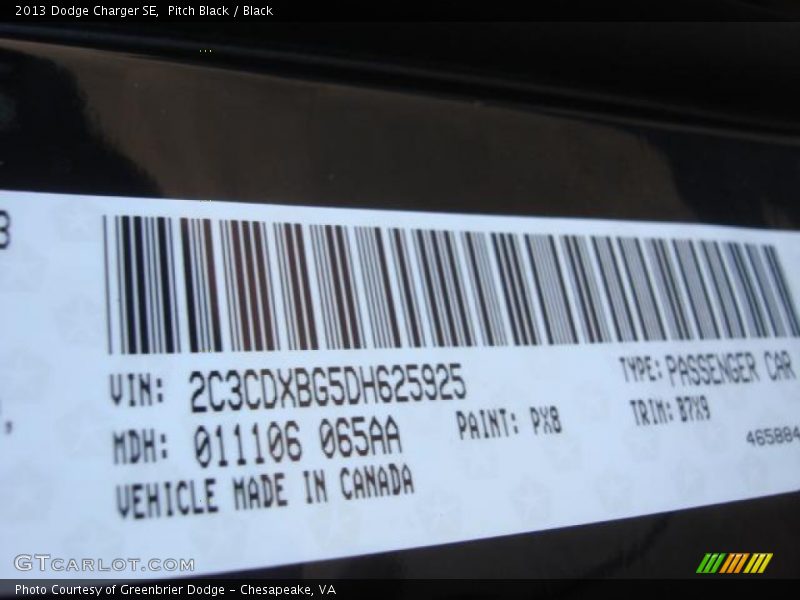 2013 Dodge Charger SE, Pitch Black / Black
3
VIN: 2C3CDXBG5DH625925 TYPE: PASSENGER CAR
MDH: 011106 065AA PAINT: PX8 TRIM: B7X9
VEHICLE MADE IN CANADA 465884
GTCARLOT.COM
Photo Courtesy of Greenbrier Dodge - Chesapeake, VA